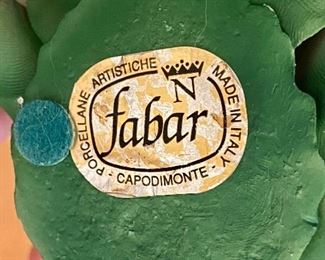 PORCELLANE ARTISTICHE
N
fabar
MADE IN ITALY
- CAPODIMONTE -